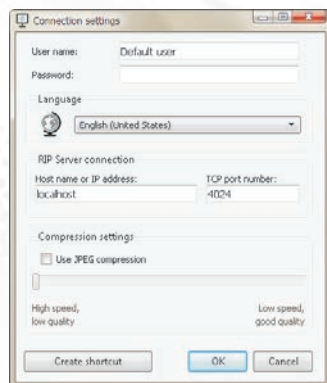 Connection settings
User name: Default user
Password:
Language
English (United States)
RIP Server connection
Host name or IP address: TCP port number:
localhost 4024
Compression settings
Use JPEG compression
High speed, Low speed,
low quality good quality
Create shortcut OK Cancel